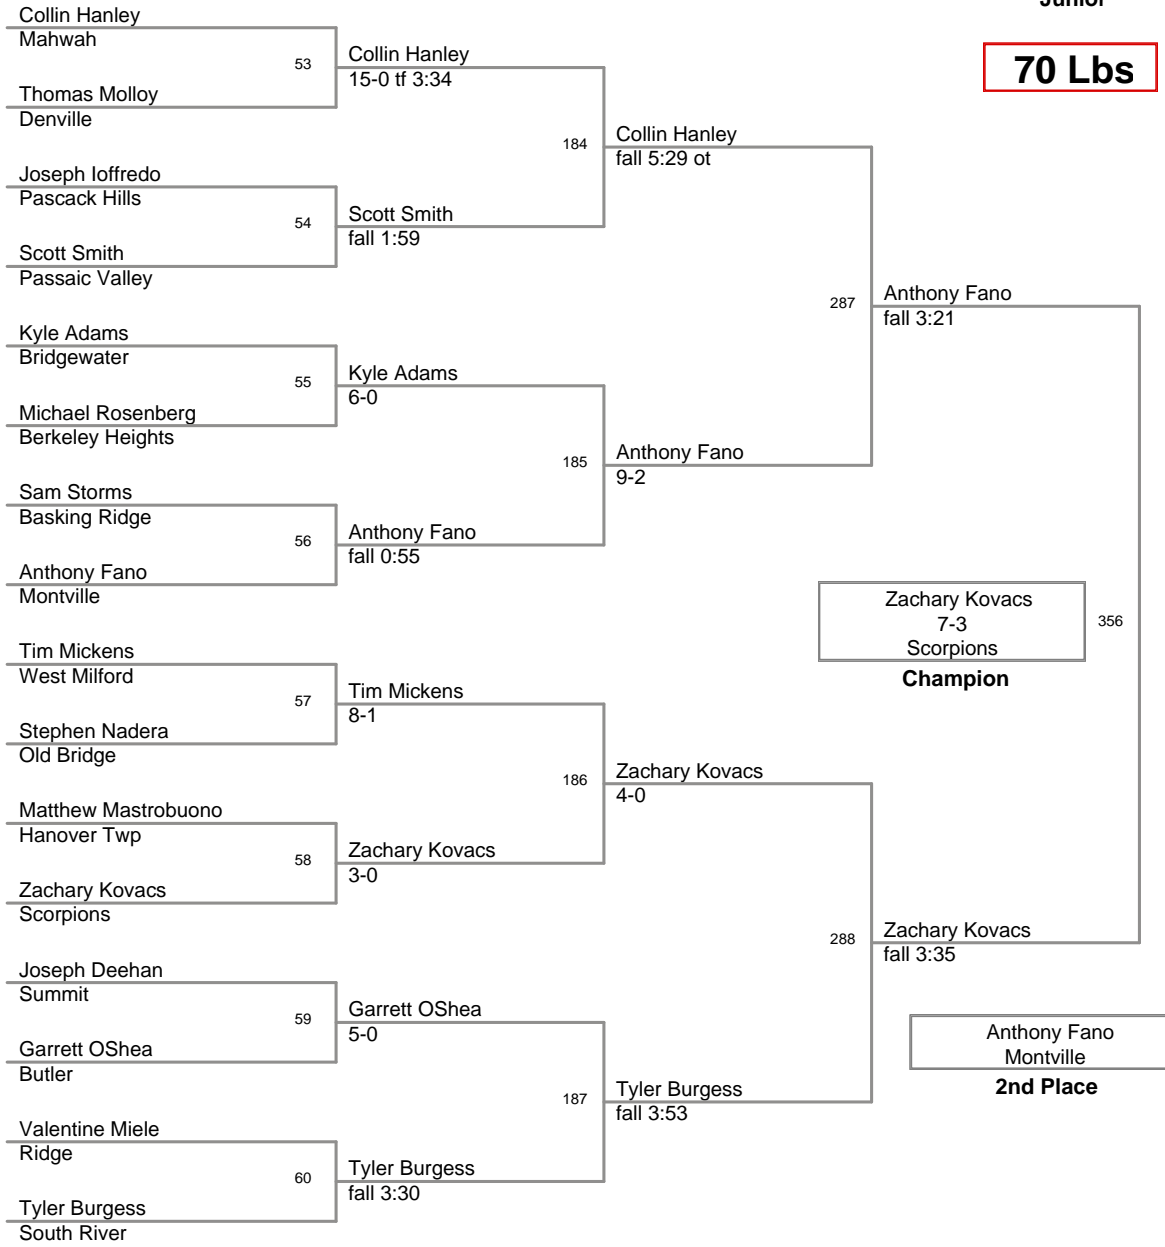 Junior
70 Lbs
Collin Hanley
Mahwah
53
Thomas Molloy
Denville
Collin Hanley
15-0 tf 3:34
Joseph Ioffredo
Pascack Hills
54
Scott Smith
Passaic Valley
Scott Smith
fall 1:59
184
Collin Hanley
fall 5:29 ot
Kyle Adams
Bridgewater
55
Michael Rosenberg
Berkeley Heights
Kyle Adams
6-0
Sam Storms
Basking Ridge
56
Anthony Fano
Montville
Anthony Fano
fall 0:55
185
Anthony Fano
9-2
287
Anthony Fano
fall 3:21
Tim Mickens
West Milford
57
Stephen Nadera
Old Bridge
Tim Mickens
8-1
Matthew Mastrobuono
Hanover Twp
58
Zachary Kovacs
Scorpions
Zachary Kovacs
3-0
186
Zachary Kovacs
4-0
Joseph Deehan
Summit
59
Garrett OShea
Butler
Garrett OShea
5-0
Valentine Miele
Ridge
60
Tyler Burgess
South River
Tyler Burgess
fall 3:30
187
Tyler Burgess
fall 3:53
288
Zachary Kovacs
fall 3:35
356
Zachary Kovacs
7-3
Scorpions
Champion
Anthony Fano
Montville
2nd Place